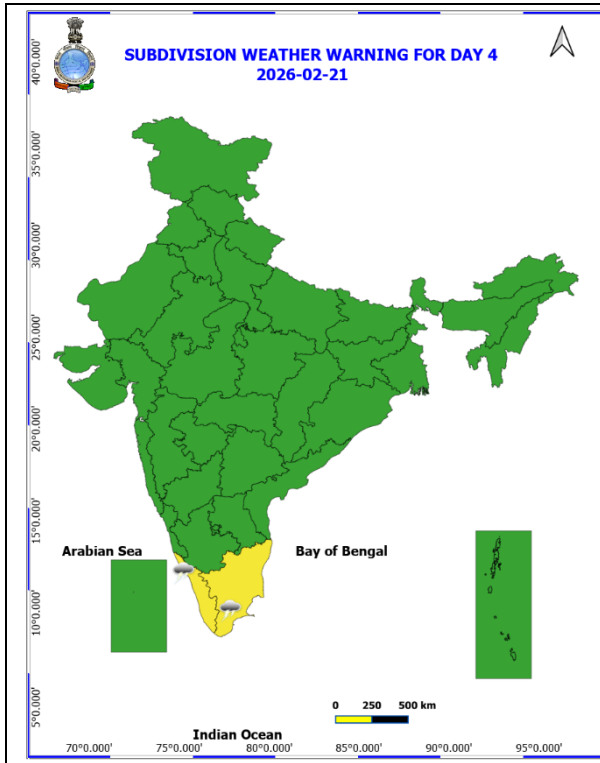 SUBDIVISION WEATHER WARNING FOR DAY 4
2026-02-21
40°0.000'
35°0.000'
30°0.000'
25°0.000'
20°0.000'
15°0.000'
10°0.000'
5°0.000'
Arabian Sea
Bay of Bengal
0 250 500 km
Indian Ocean
70°0.000' 75°0.000' 80°0.000' 85°0.000' 90°0.000' 95°0.000'